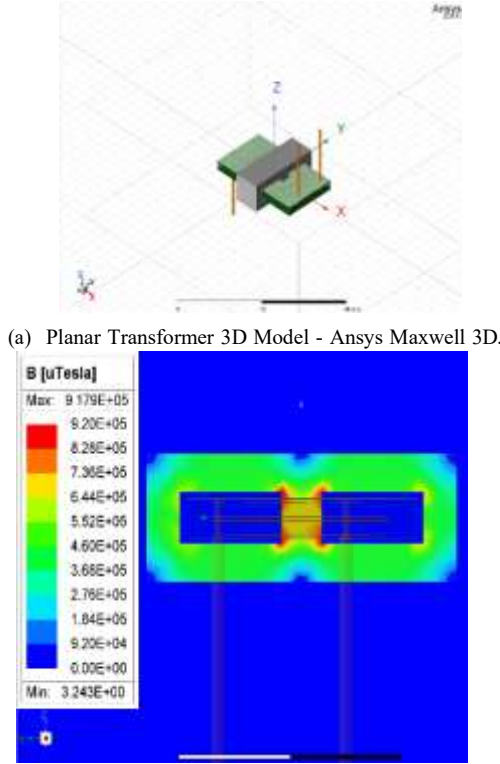 Ansys
Z
Y
X
(a) Planar Transformer 3D Model - Ansys Maxwell 3D.
B [uTesla]
Max: 9.179E+05
9.20E+05
8.28E+05
7.36E+05
6.44E+05
5.52E+05
4.60E+05
3.68E+05
2.76E+05
1.84E+05
9.20E+04
0.00E+00
Min: 3.243E+00